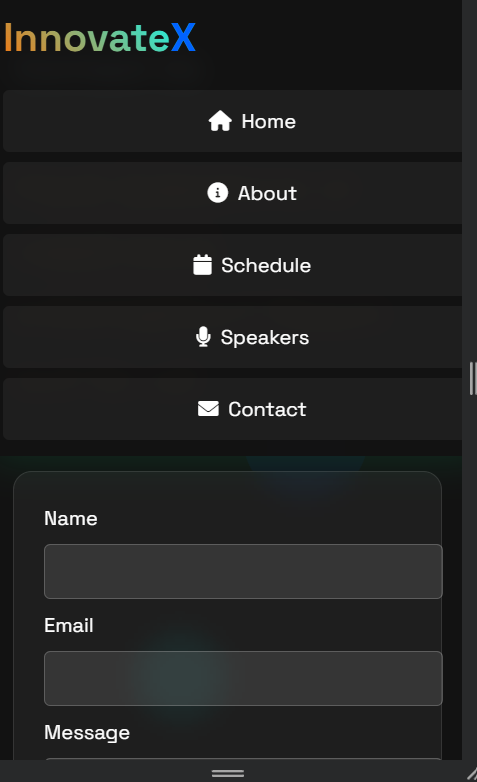 InnovateX
Home
About
Schedule
Speakers
Contact
Name
Email
Message